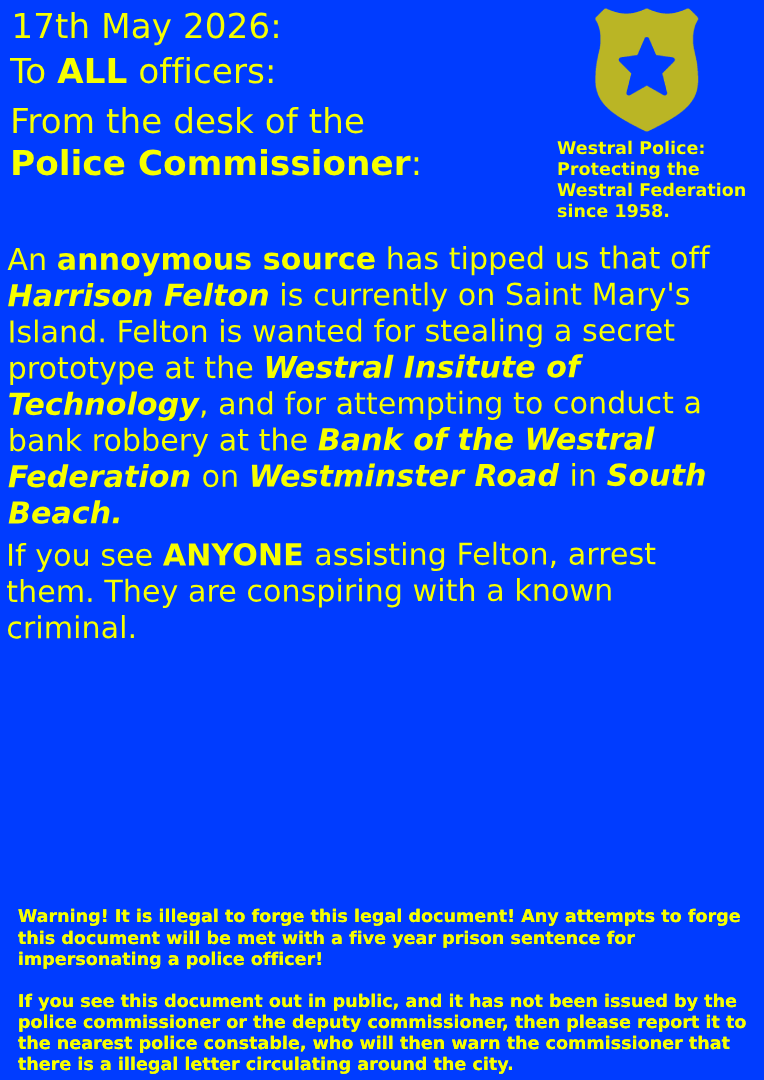 17th May 2026:
To ALL officers:
From the desk of the
Police Commissioner:
Westral Police:
Protecting the
Westral Federation
since 1958.
An annoymous source has tipped us that off
Harrison Felton is currently on Saint Mary's
Island. Felton is wanted for stealing a secret
prototype at the Westral Insitute of
Technology, and for attempting to conduct a
bank robbery at the Bank of the Westral
Federation on Westminster Road in South
Beach.
If you see ANYONE assisting Felton, arrest
them. They are conspiring with a known
criminal.
Warning! It is illegal to forge this legal document! Any attempts to forge
this document will be met with a five year prison sentence for
impersonating a police officer!
If you see this document out in public, and it has not been issued by the
police commissioner or the deputy commissioner, then please report it to
the nearest police constable, who will then warn the commissioner that
there is a illegal letter circulating around the city.